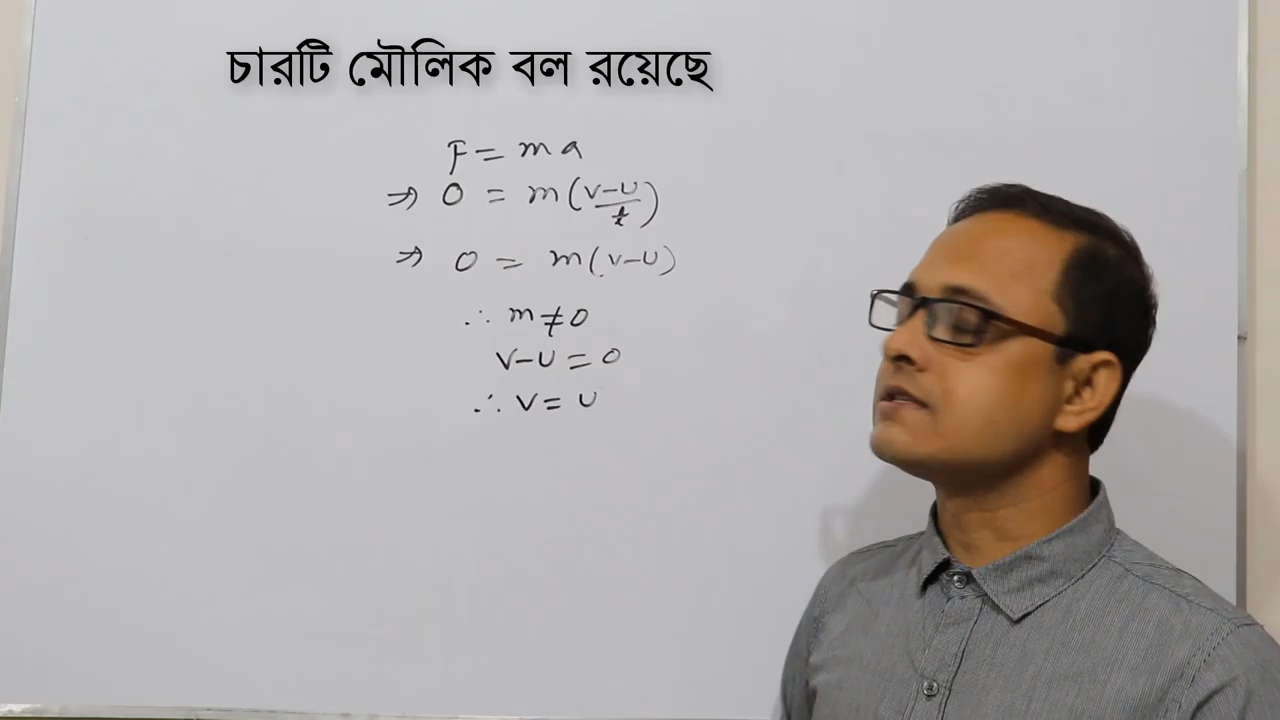 চারটি মৌলিক বল রয়েছে
F = ma
⇒ 0 = m(v-u/t)
⇒ 0 = m(v-u)
∴ m ≠ 0
v-u = 0
∴ v = u